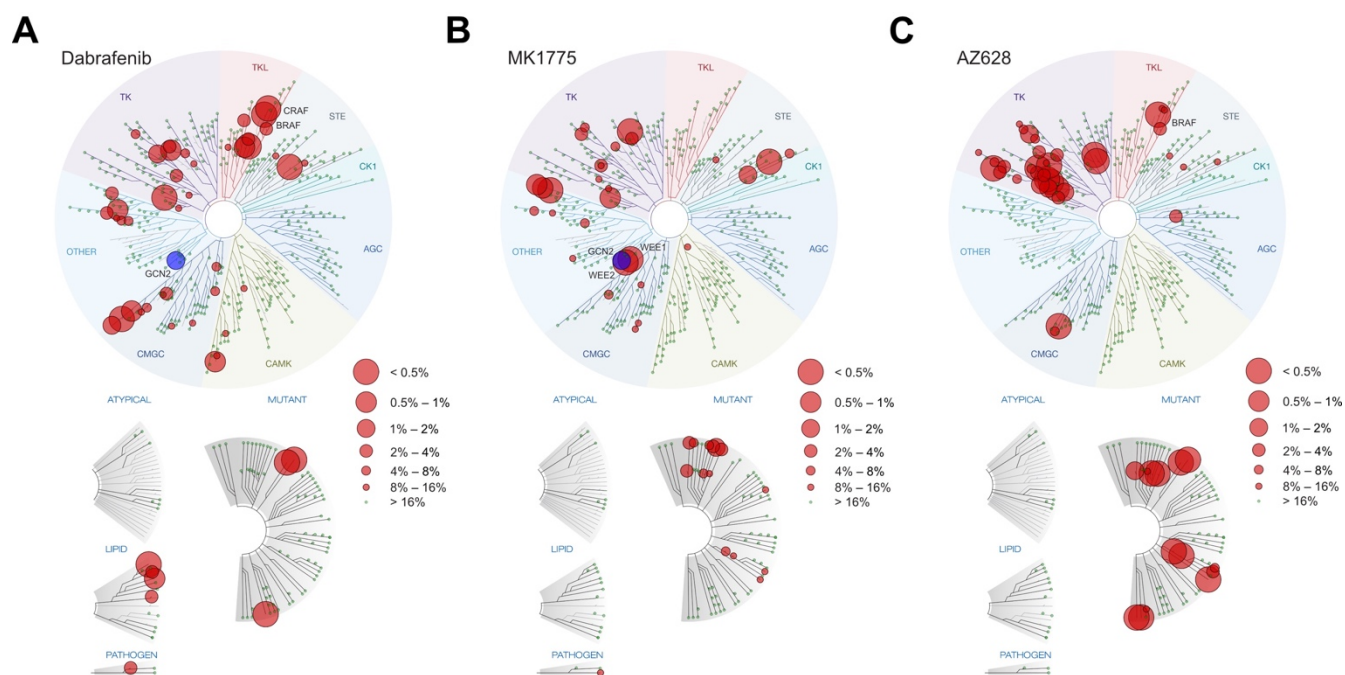 A
Dabrafenib
TKL
TK
CRAF
BRAF
STE
CK1
OTHER
AGC
GCN2
CMGC
CAMK
< 0.5%
0.5% – 1%
1% – 2%
2% – 4%
4% – 8%
8% – 16%
> 16%
ATYPICAL
MUTANT
LIPID
PATHOGEN
B
MK1775
TKL
TK
STE
CK1
OTHER
GCN2
WEE1
AGC
WEE2
CMGC
CAMK
< 0.5%
0.5% – 1%
1% – 2%
2% – 4%
4% – 8%
8% – 16%
> 16%
ATYPICAL
MUTANT
LIPID
PATHOGEN
C
AZ628
TKL
TK
BRAF
STE
CK1
OTHER
AGC
CMGC
CAMK
< 0.5%
0.5% – 1%
1% – 2%
2% – 4%
4% – 8%
8% – 16%
> 16%
ATYPICAL
MUTANT
LIPID
PATHOGEN